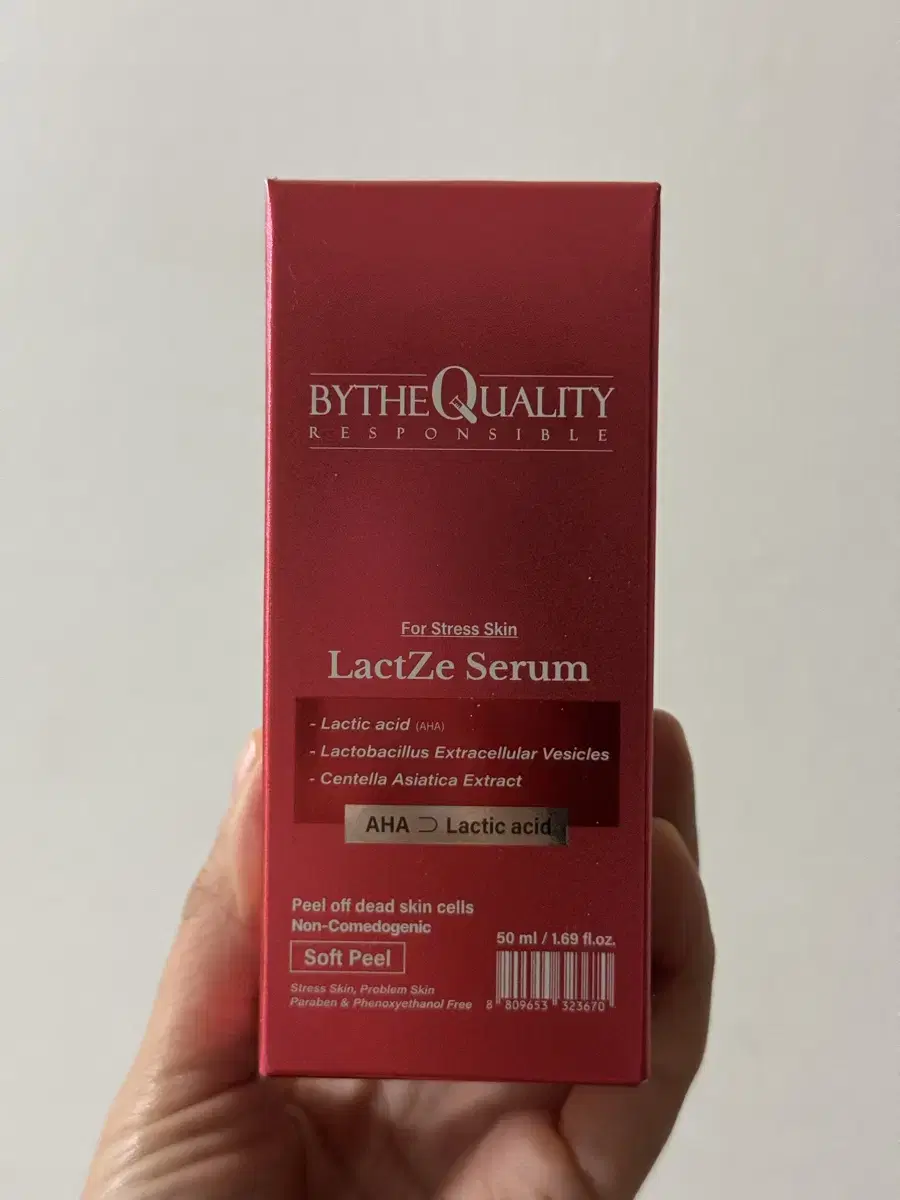 BYTHEQUALITY
RESPONSIBLE
For Stress Skin
LactZe Serum
- Lactic acid (AHA)
- Lactobacillus Extracellular Vesicles
- Centella Asiatica Extract
AHA ⊃ Lactic acid
Peel off dead skin cells
Non-Comedogenic
Soft Peel
Stress Skin, Problem Skin
Paraben & Phenoxyethanol Free
50 ml / 1.69 fl.oz.
8 809653 323670